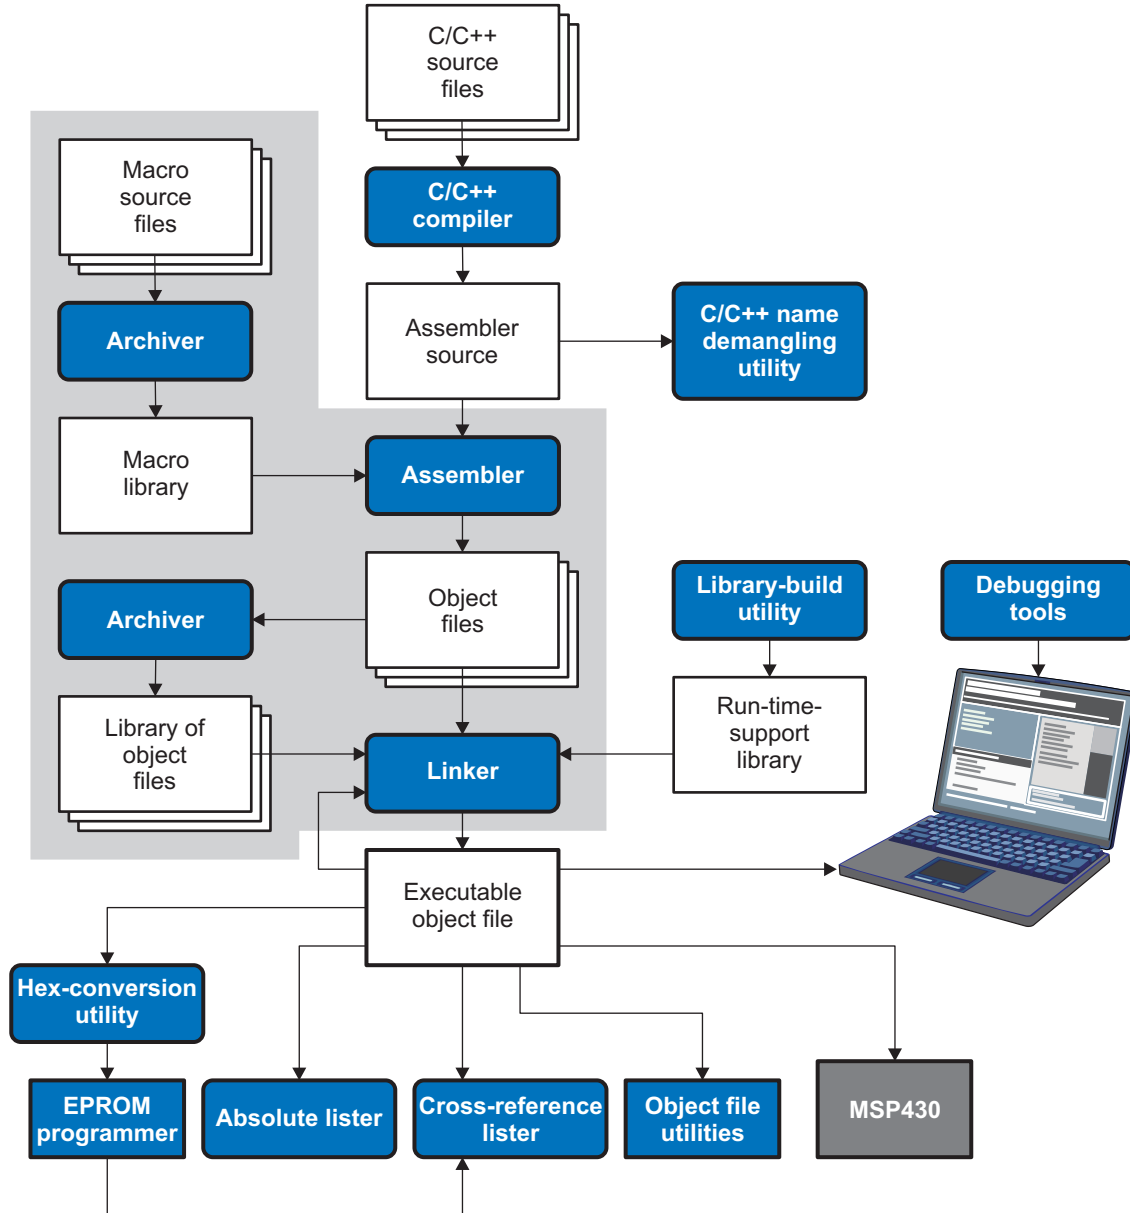 C/C++
source
files
Macro
source
files
C/C++
compiler
Archiver
Assembler
source
C/C++ name
demangling
utility
Macro
library
Assembler
Archiver
Object
files
Library-build
utility
Debugging
tools
Library of
object
files
Linker
Run-time-
support
library
Executable
object file
Hex-conversion
utility
EPROM
programmer
Absolute lister
Cross-reference
lister
Object file
utilities
MSP430